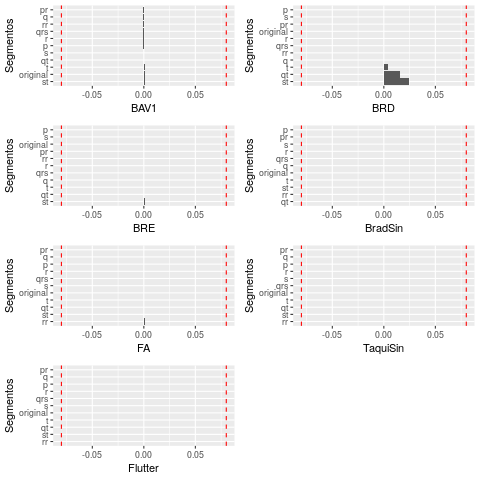 Segmentos
pr
q
rr
qrs
r
p
s
qt
t
original
st
-0.05 0.00 0.05
BAV1
Segmentos
p
s
pr
original
r
qrs
rr
q
t
qt
st
-0.05 0.00 0.05
BRD
Segmentos
p
s
original
pr
rr
r
qrs
q
t
qt
st
-0.05 0.00 0.05
BRE
Segmentos
p
q
pr
s
r
rr
original
qrs
t
st
qt
-0.05 0.00 0.05
BradSin
Segmentos
pr
q
p
r
qrs
s
original
t
qt
st
rr
-0.05 0.00 0.05
FA
Segmentos
pr
q
p
r
s
qrs
original
t
qt
st
rr
-0.05 0.00 0.05
TaquiSin
Segmentos
pr
q
p
r
qrs
s
original
t
qt
st
rr
-0.05 0.00 0.05
Flutter